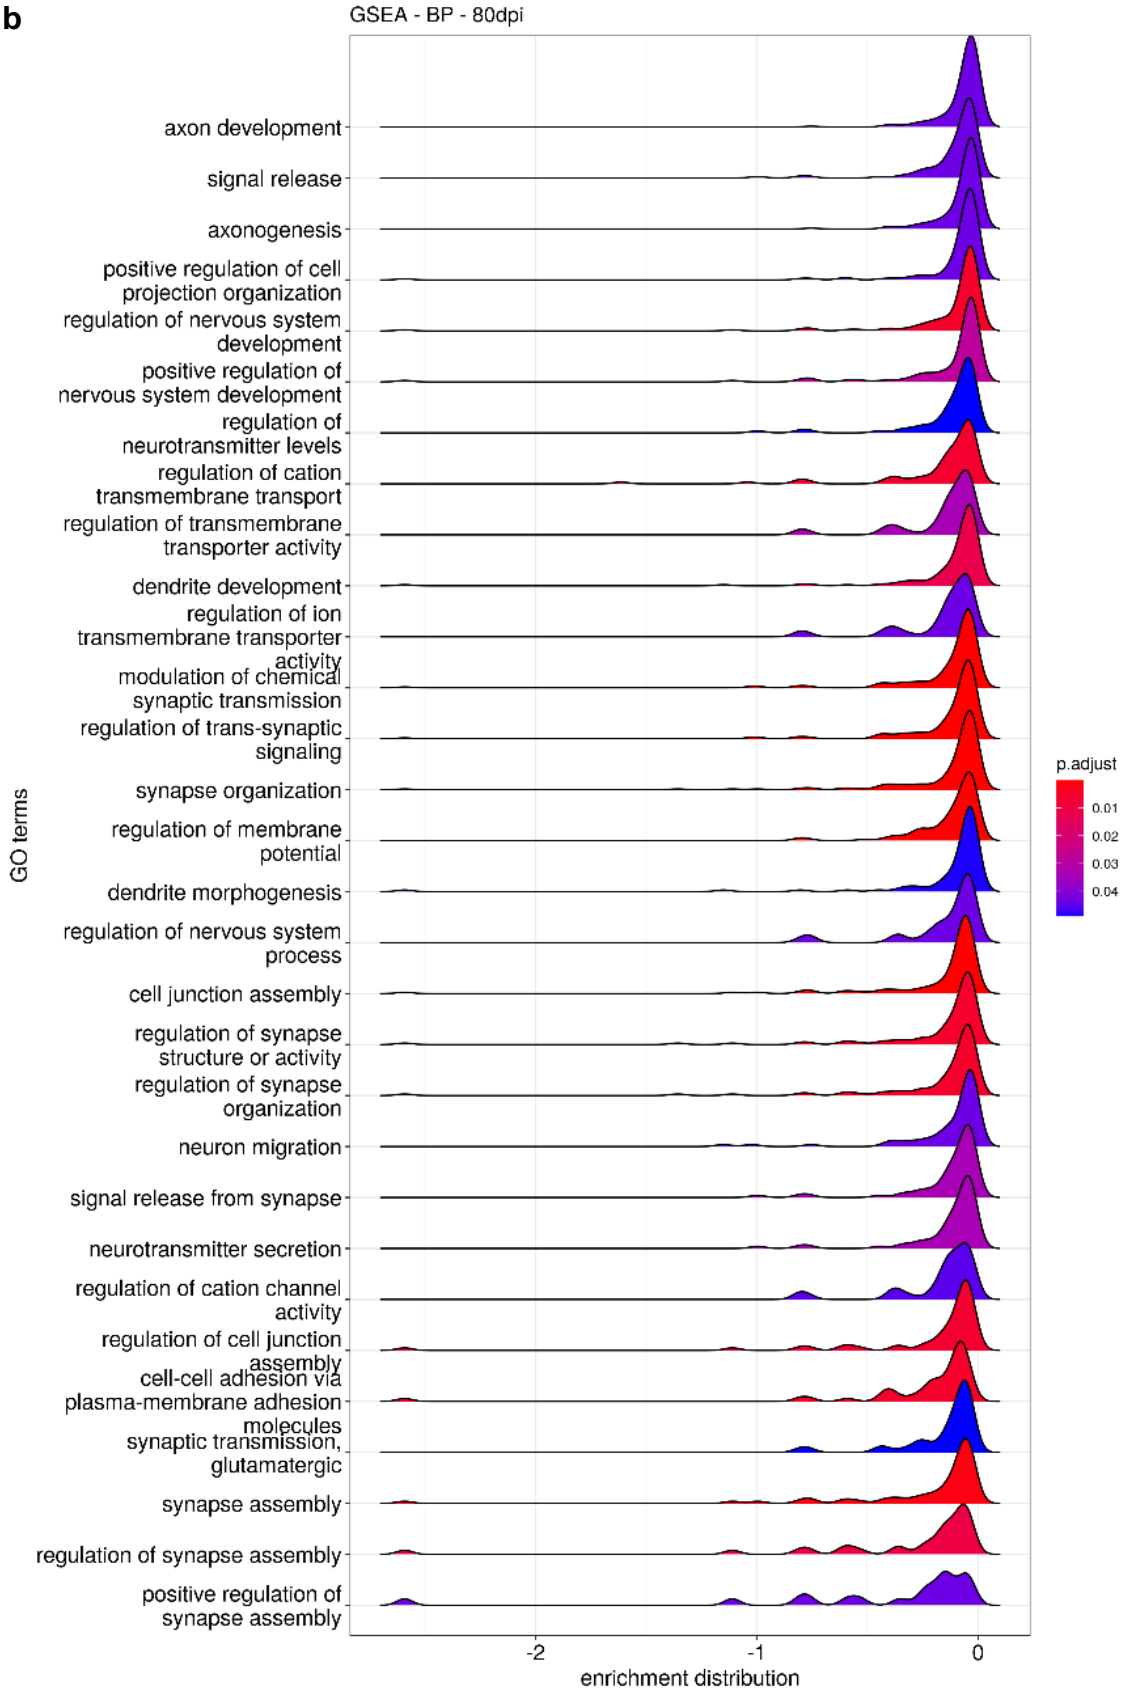 b
GSEA - BP - 80dpi
axon development
signal release
axonogenesis
positive regulation of cell
projection organization
regulation of nervous system
development
positive regulation of
nervous system development
regulation of
neurotransmitter levels
regulation of cation
transmembrane transport
regulation of transmembrane
transporter activity
dendrite development
regulation of ion
transmembrane transporter
activity
modulation of chemical
synaptic transmission
regulation of trans-synaptic
signaling
synapse organization
regulation of membrane
potential
dendrite morphogenesis
regulation of nervous system
process
cell junction assembly
regulation of synapse
structure or activity
regulation of synapse
organization
neuron migration
signal release from synapse
neurotransmitter secretion
regulation of cation channel
activity
regulation of cell junction
assembly
cell-cell adhesion via
plasma-membrane adhesion
molecules
synaptic transmission,
glutamatergic
synapse assembly
regulation of synapse assembly
positive regulation of
synapse assembly
GO terms
-2 -1 0
enrichment distribution
p.adjust
0.01
0.02
0.03
0.04